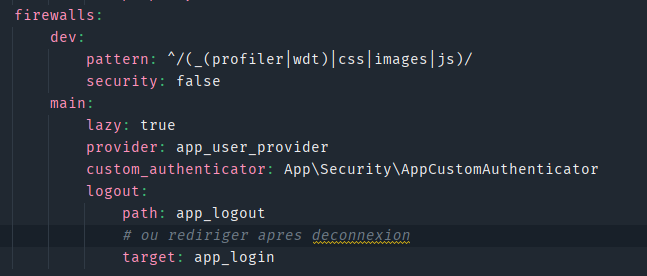 firewalls:
dev:
pattern: ^/(_(profiler|wdt)|css|images|js)/
security: false
main:
lazy: true
provider: app_user_provider
custom_authenticator: App\Security\AppCustomAuthenticator
logout:
path: app_logout
# ou rediriger apres deconnexion
target: app_login